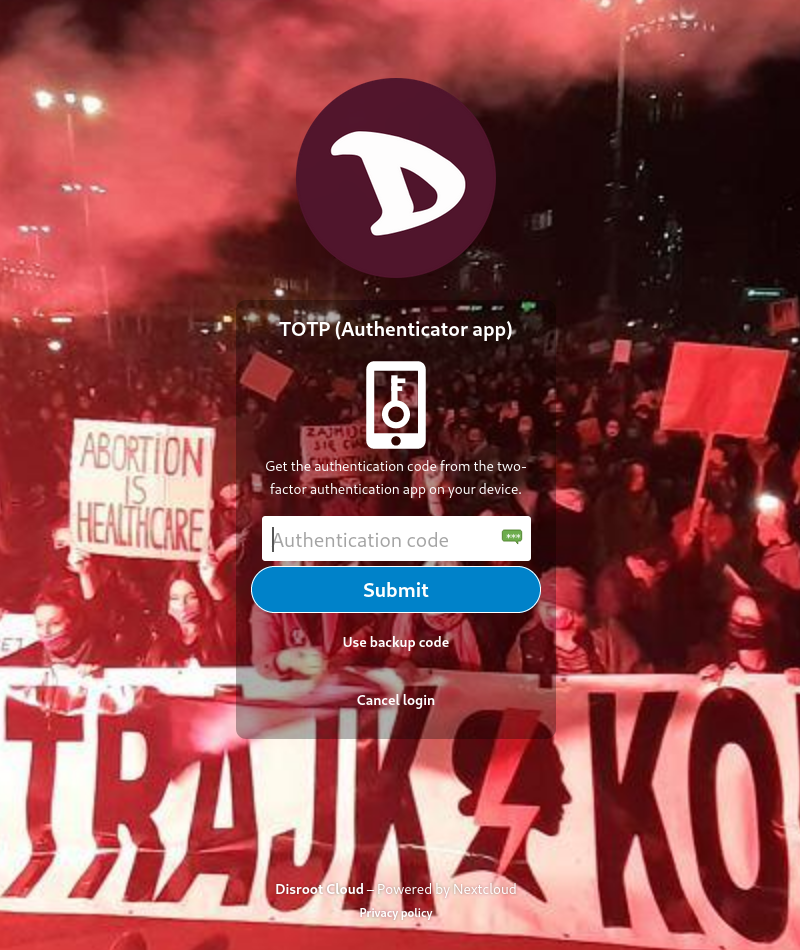 TOTP (Authenticator app)
ABORTION
IS
HEALTHCARE
Get the authentication code from the two-
factor authentication app on your device.
Authentication code
Submit
Use backup code
Cancel login
TRAJK KO
Disroot Cloud – Powered by Nextcloud
Privacy policy